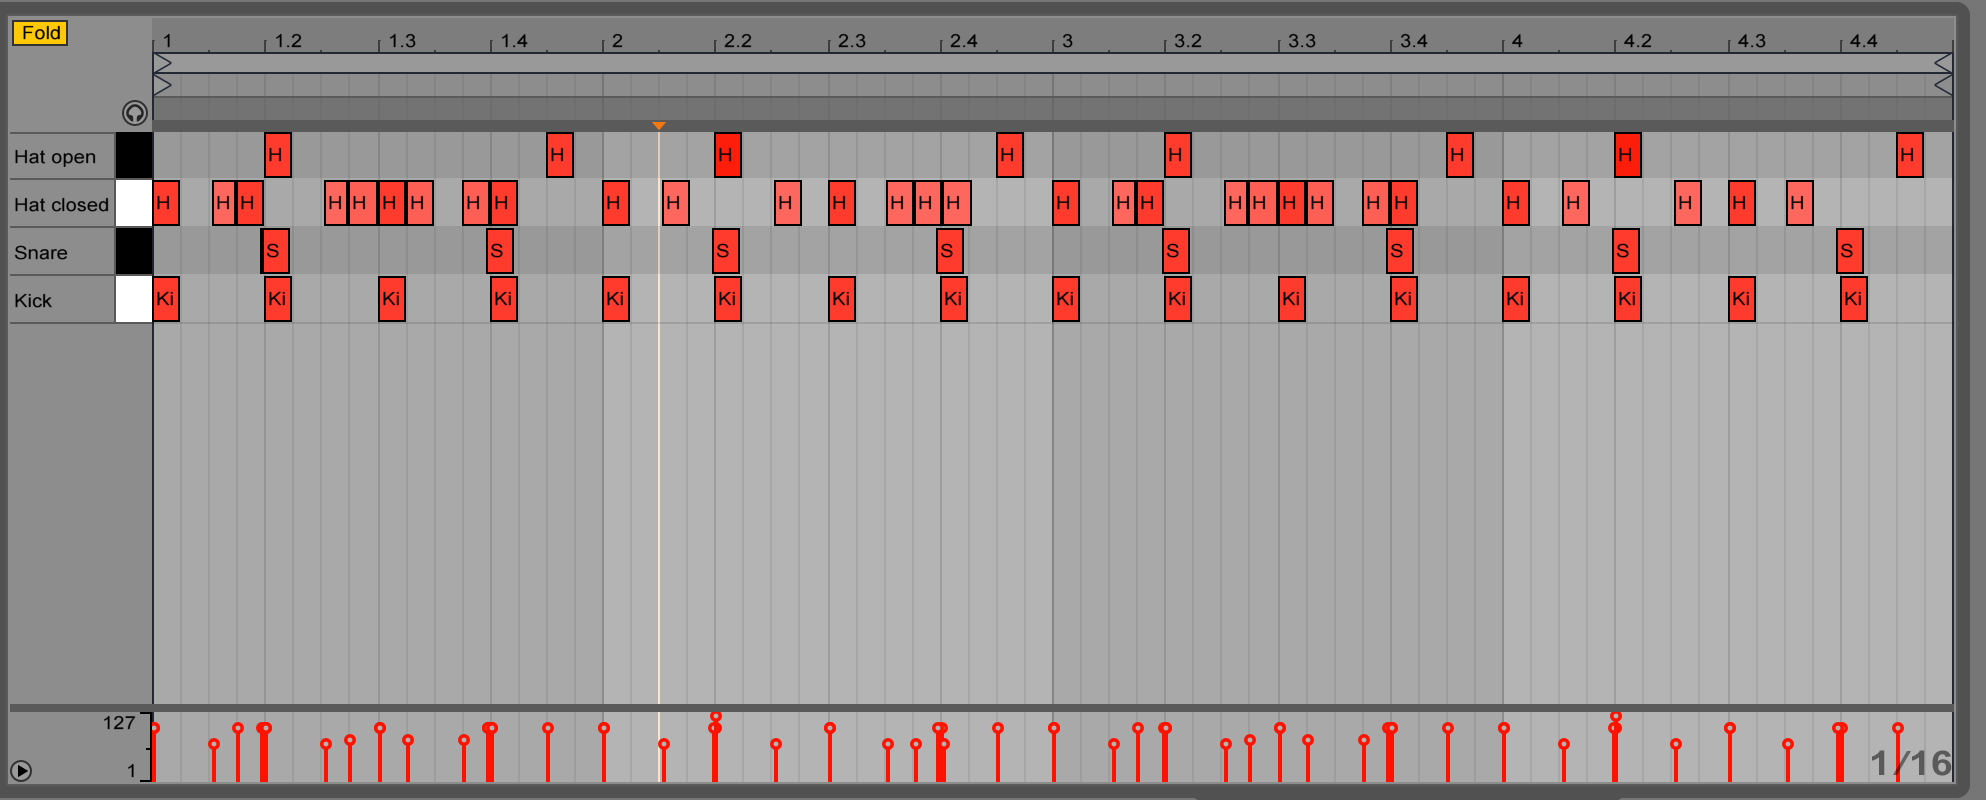 Fold
1 1.2 1.3 1.4 2 2.2 2.3 2.4 3 3.2 3.3 3.4 4 4.2 4.3 4.4
Hat open H H H H H H H H
Hat closed H H H H H H H H H H H H H H H H H H H H H H H H H H H H H H
Snare S S S S S S S S
Kick Ki Ki Ki Ki Ki Ki Ki Ki Ki Ki Ki Ki Ki Ki Ki Ki
127
1
1/16